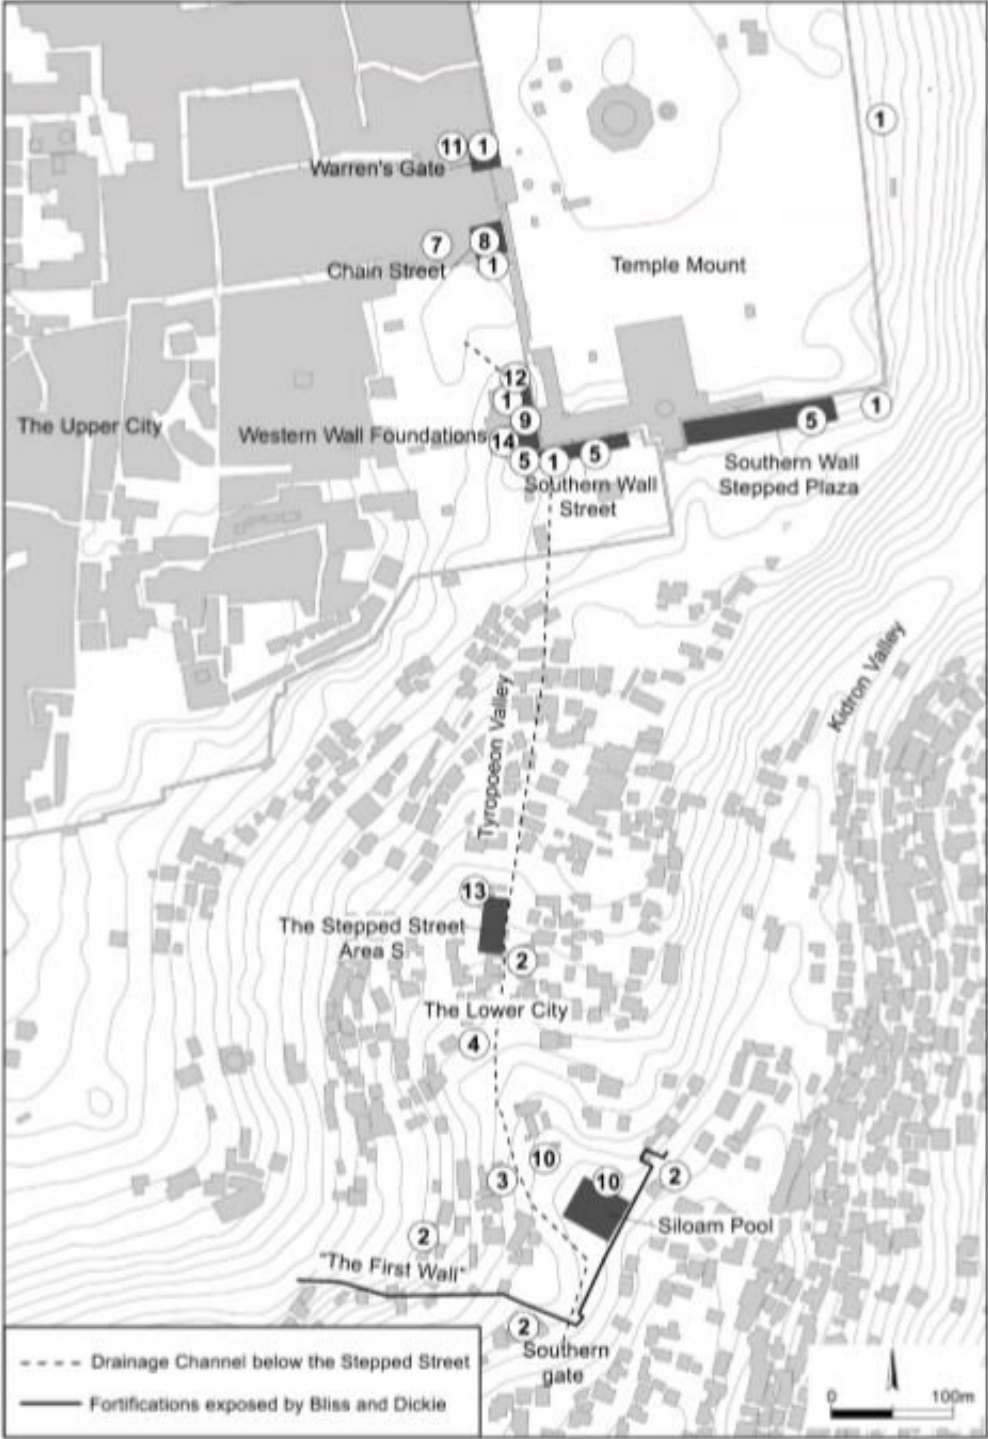 1
11 1
Warren's Gate
7 8
Chain Street 1
Temple Mount
12
1
1
9
5
The Upper City
Western Wall Foundations
14
5 1 5
Southern Wall
Stepped Plaza
Southern Wall
Street
Kidron Valley
Tyropoeon Valley
13
The Stepped Street
Area S
2
The Lower City
4
10
3
10
2
Siloam Pool
2
"The First Wall"
2
Southern
gate
Drainage Channel below the Stepped Street
Fortifications exposed by Bliss and Dickie
0 100m